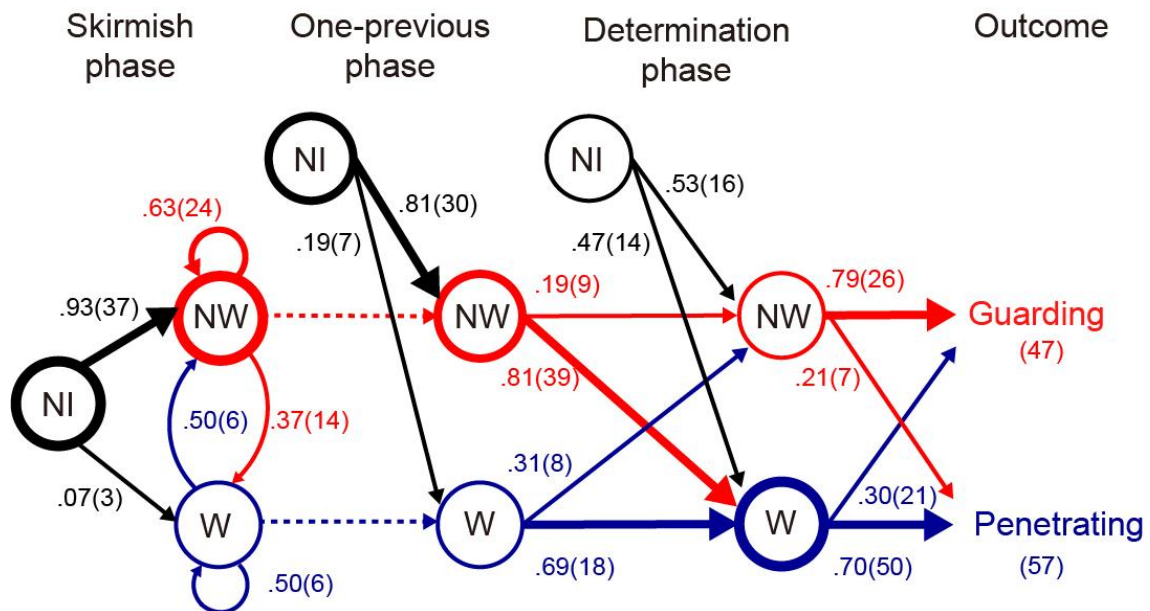 Skirmish
phase
One-previous
phase
Determination
phase
Outcome
NI
NI
.53(16)
.63(24)
.81(30)
.19(7)
.47(14)
.93(37)
NW
NW
.19(9)
NW
.79(26)
Guarding
(47)
NI
.50(6)
.37(14)
.81(39)
.21(7)
.07(3)
W
W
.31(8)
W
.30(21)
Penetrating
(57)
.50(6)
.69(18)
.70(50)